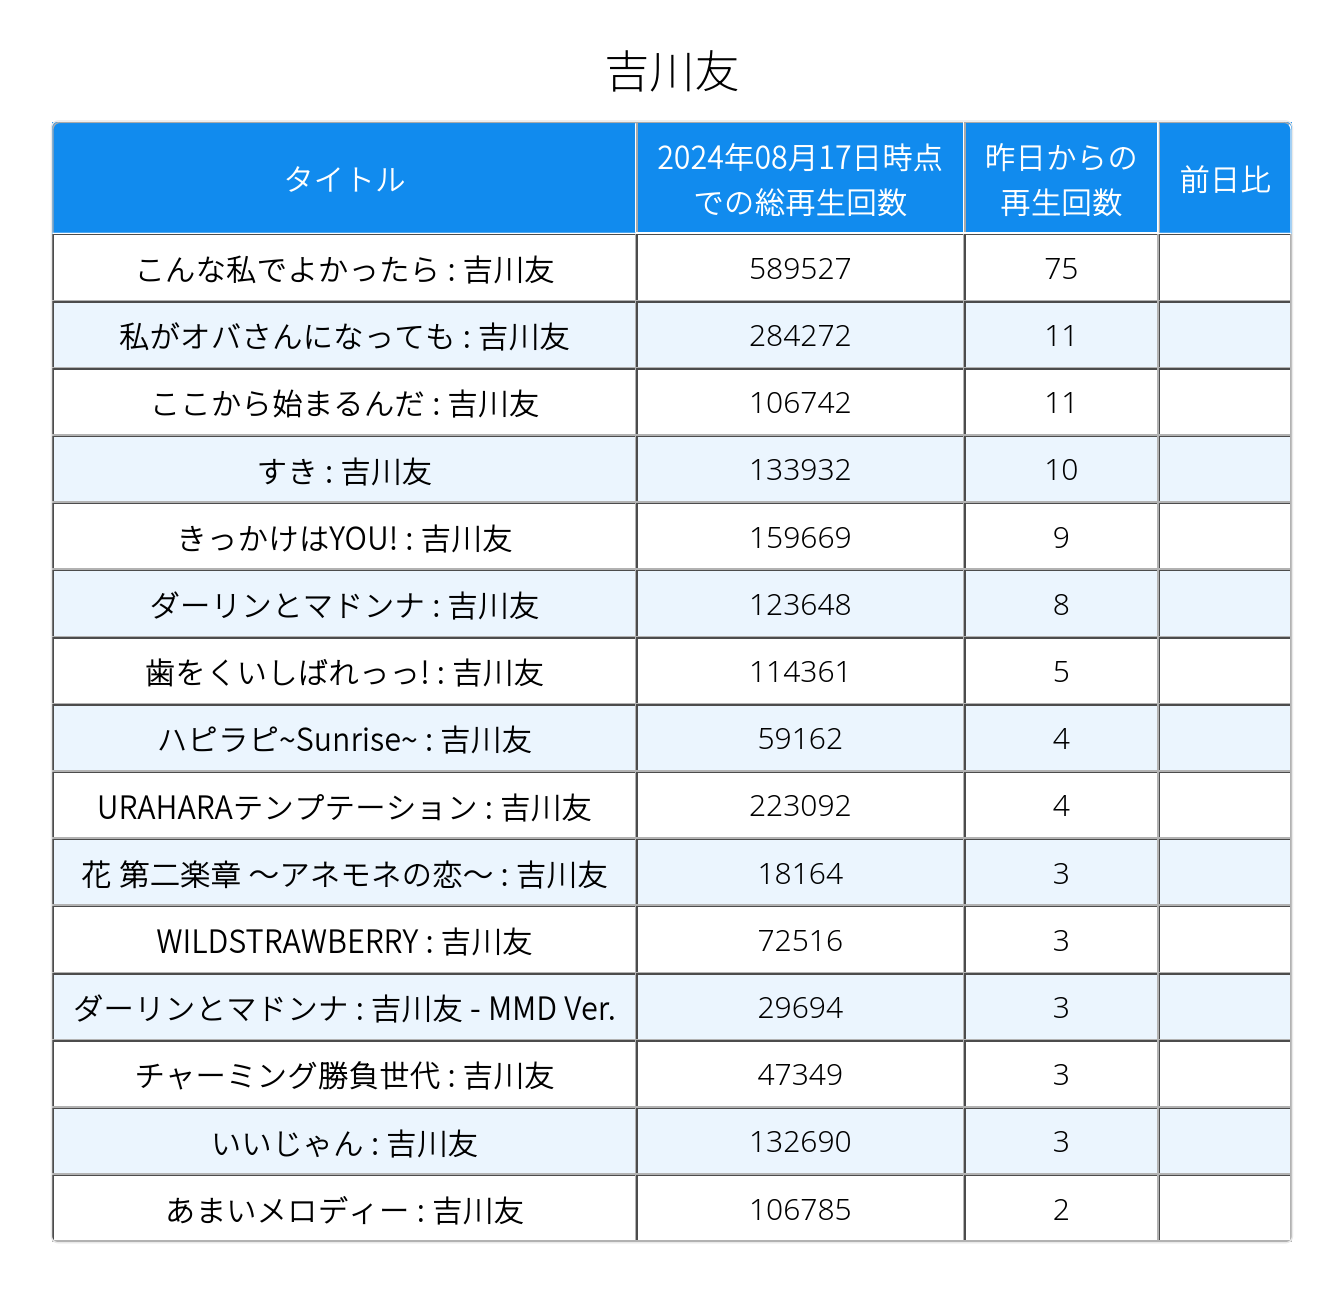 吉川友
タイトル 2024年08月17日時点での総再生回数 昨日からの再生回数 前日比
こんな私でよかったら : 吉川友 589527 75
私がオバさんになっても : 吉川友 284272 11
ここから始まるんだ : 吉川友 106742 11
すき : 吉川友 133932 10
きっかけはYOU! : 吉川友 159669 9
ダーリンとマドンナ : 吉川友 123648 8
歯をくいしばれっっ! : 吉川友 114361 5
ハピラピ~Sunrise~ : 吉川友 59162 4
URAHARAテンプテーション : 吉川友 223092 4
花 第二楽章 〜アネモネの恋〜 : 吉川友 18164 3
WILDSTRAWBERRY : 吉川友 72516 3
ダーリンとマドンナ : 吉川友 - MMD Ver. 29694 3
チャーミング勝負世代 : 吉川友 47349 3
いいじゃん : 吉川友 132690 3
あまいメロディー : 吉川友 106785 2